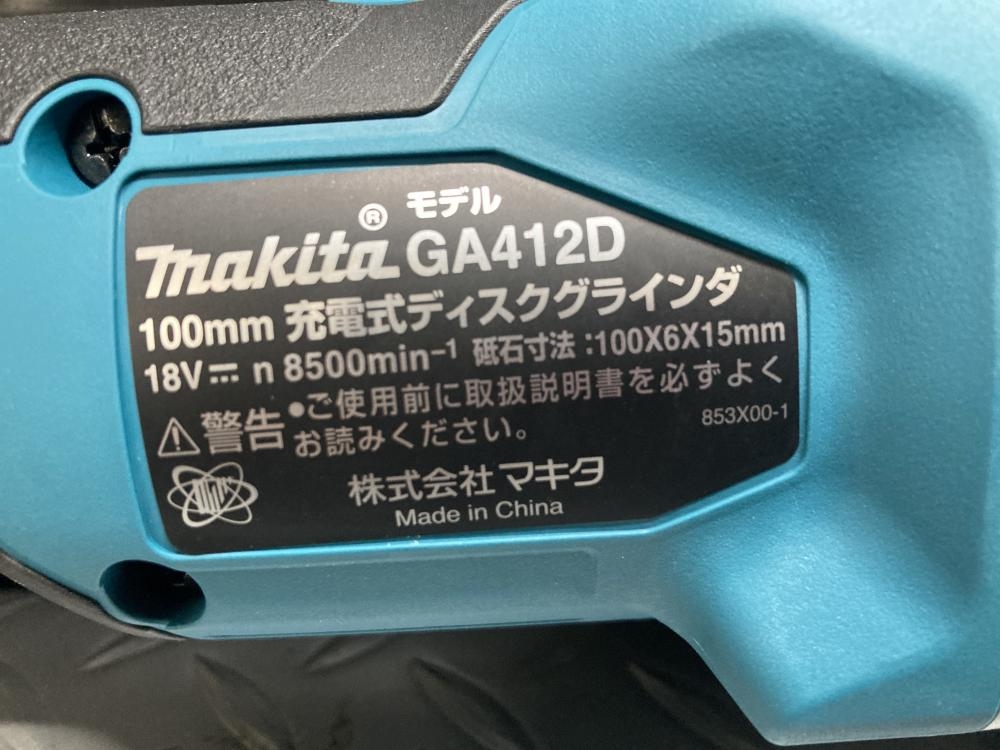 モデル
makita® GA412D
100mm 充電式ディスクグラインダ
18V⎓ n 8500min⁻¹ 砥石寸法:100X6X15mm
⚠警告 •ご使用前に取扱説明書を必ずよく
お読みください。
853X00-1
株式会社マキタ
Made in China